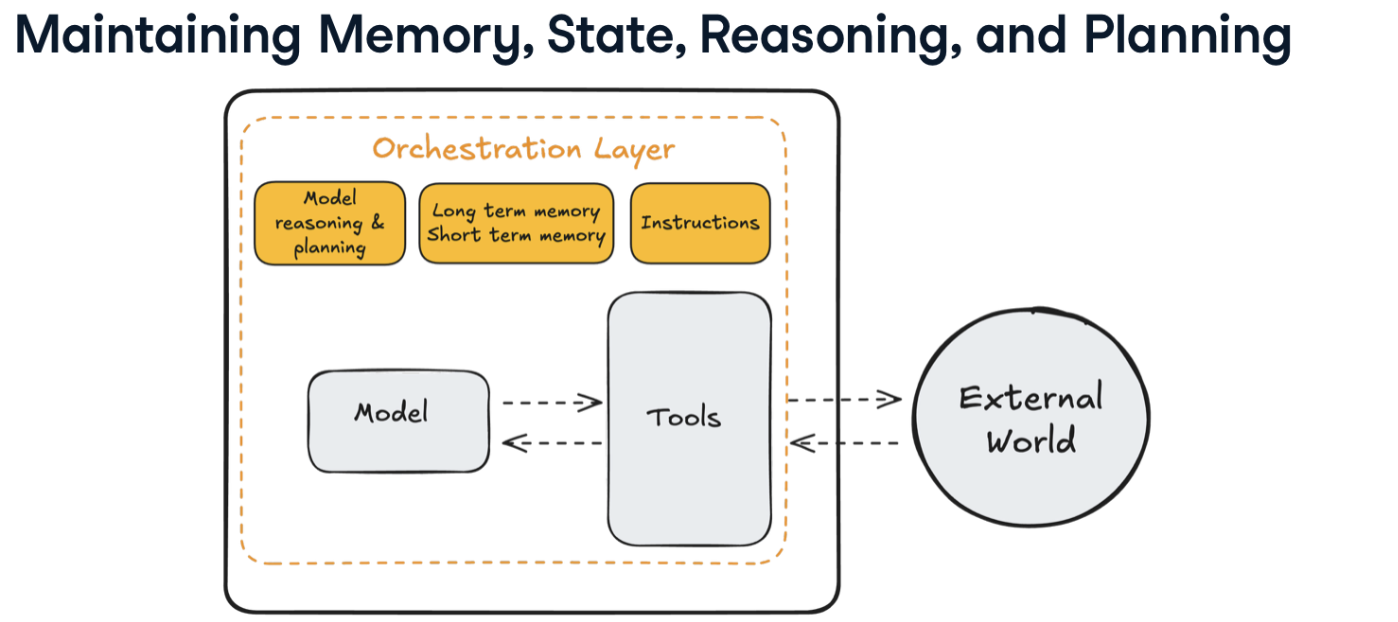 Maintaining Memory, State, Reasoning, and Planning
Orchestration Layer
Model
reasoning &
planning
Long term memory
Short term memory
Instructions
Model
Tools
External
World